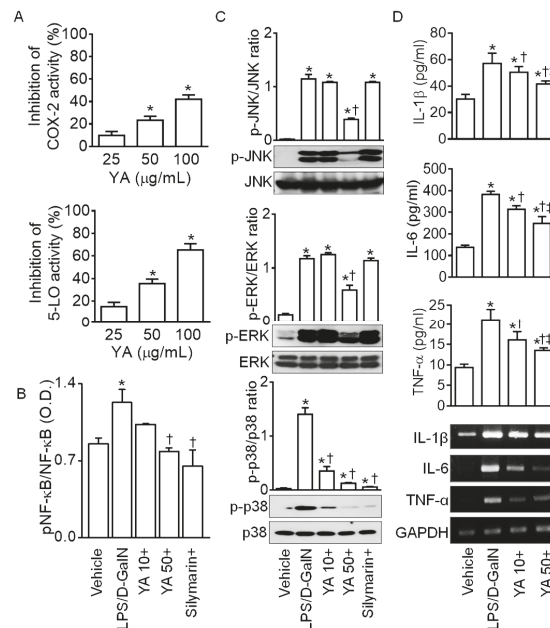 A
Inhibition of
COX-2 activity (%)
100
80
60
40
20
0
*
*
25 50 100
YA (µg/mL)
Inhibition of
5-LO activity (%)
100
80
60
40
20
0
*
*
25 50 100
YA (µg/mL)
B
pNF-κB/NF-κB (O.D.)
1.4
0.7
0.0
*
†
†
Vehicle
LPS/D-GalN
YA 10+
YA 50+
Silymarin+
C
p-JNK/JNK ratio
2
1
0
*
*
*†
*
p-JNK
JNK
p-ERK/ERK ratio
2
1
0
*
*
*†
*
p-ERK
ERK
p-p38/p38 ratio
2
1
0
*
*†
*†
*†
p-p38
p38
Vehicle
LPS/D-GalN
YA 10+
YA 50+
Silymarin+
D
IL-1β (pg/ml)
80
60
40
20
0
*
*†
*†‡
IL-6
(pg/ml)
500
400
300
200
100
0
*
*†
*†‡
TNF-α (pg/ml)
25
20
15
10
5
0
*
*†
*†‡
IL-1β
IL-6
TNF-α
GAPDH
Vehicle
LPS/D-GalN
YA 10+
YA 50